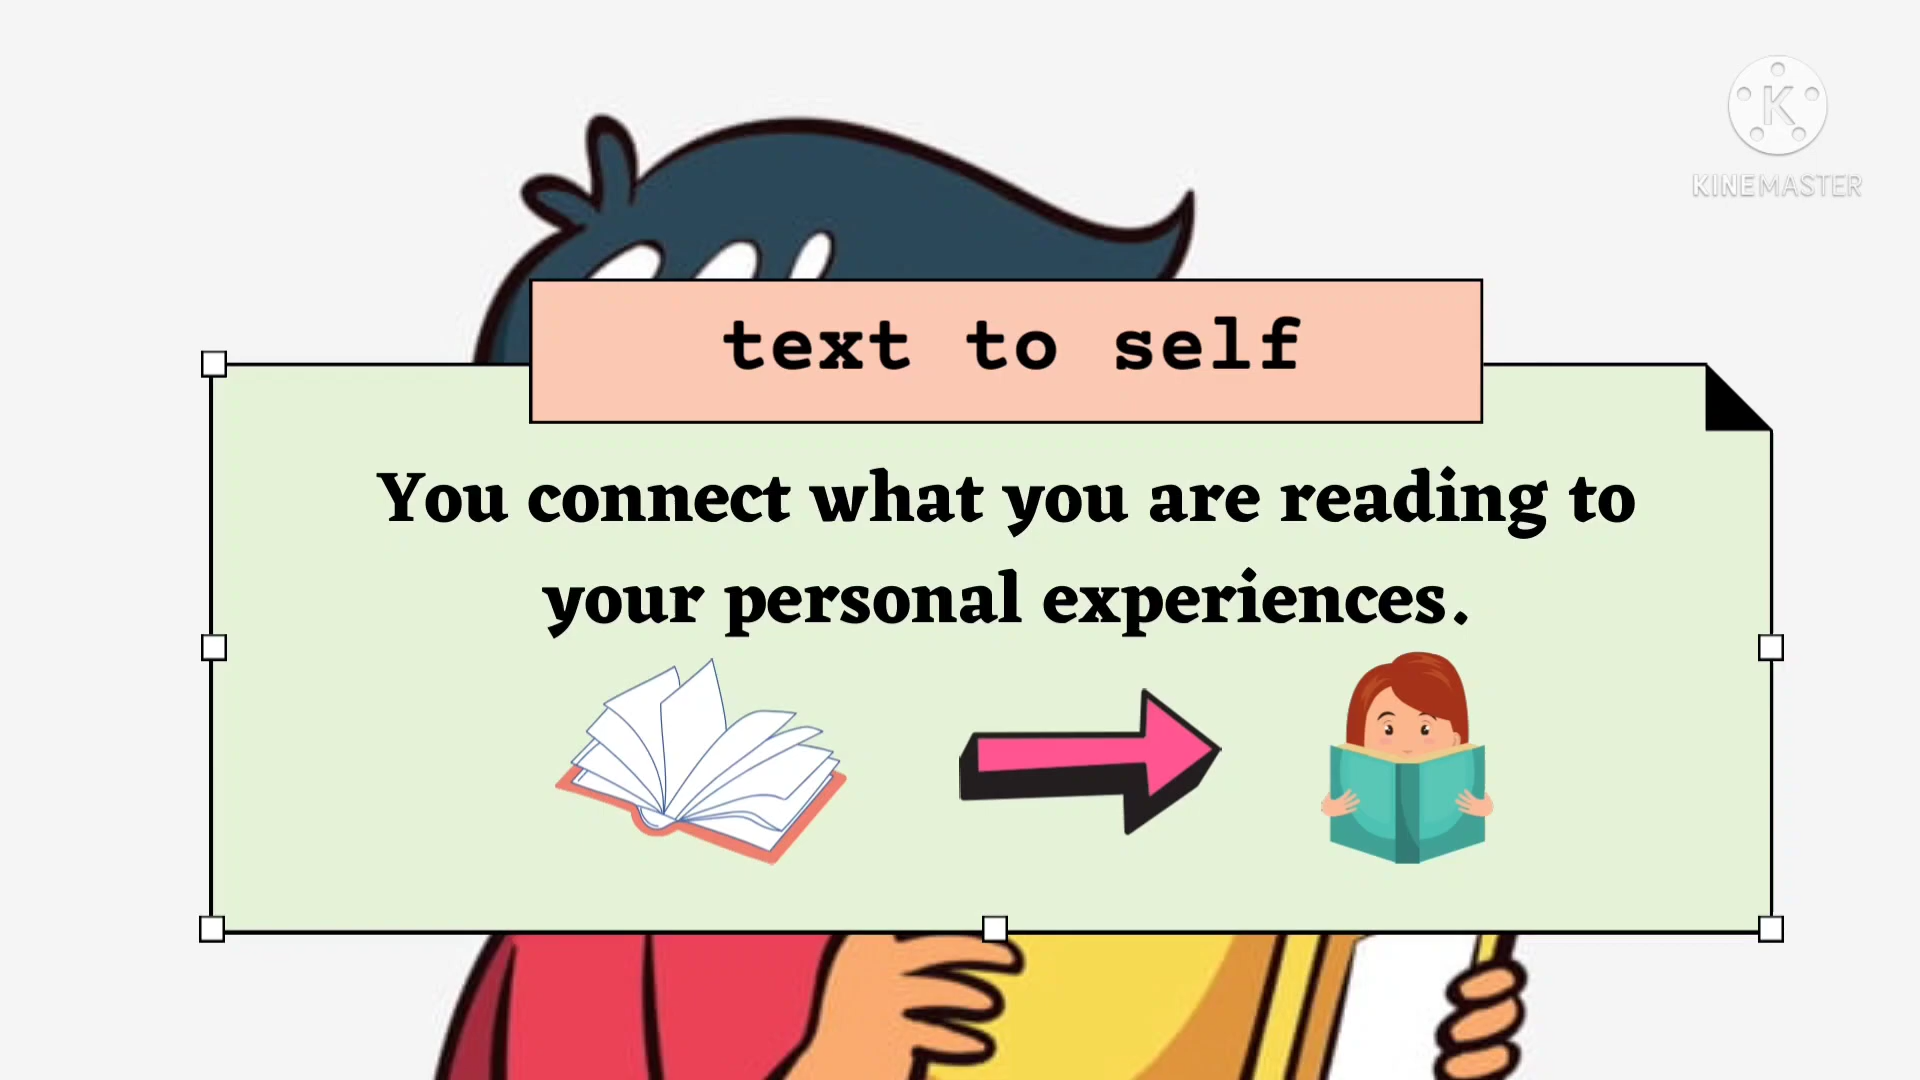 K
KINEMASTER
text to self
You connect what you are reading to
your personal experiences.